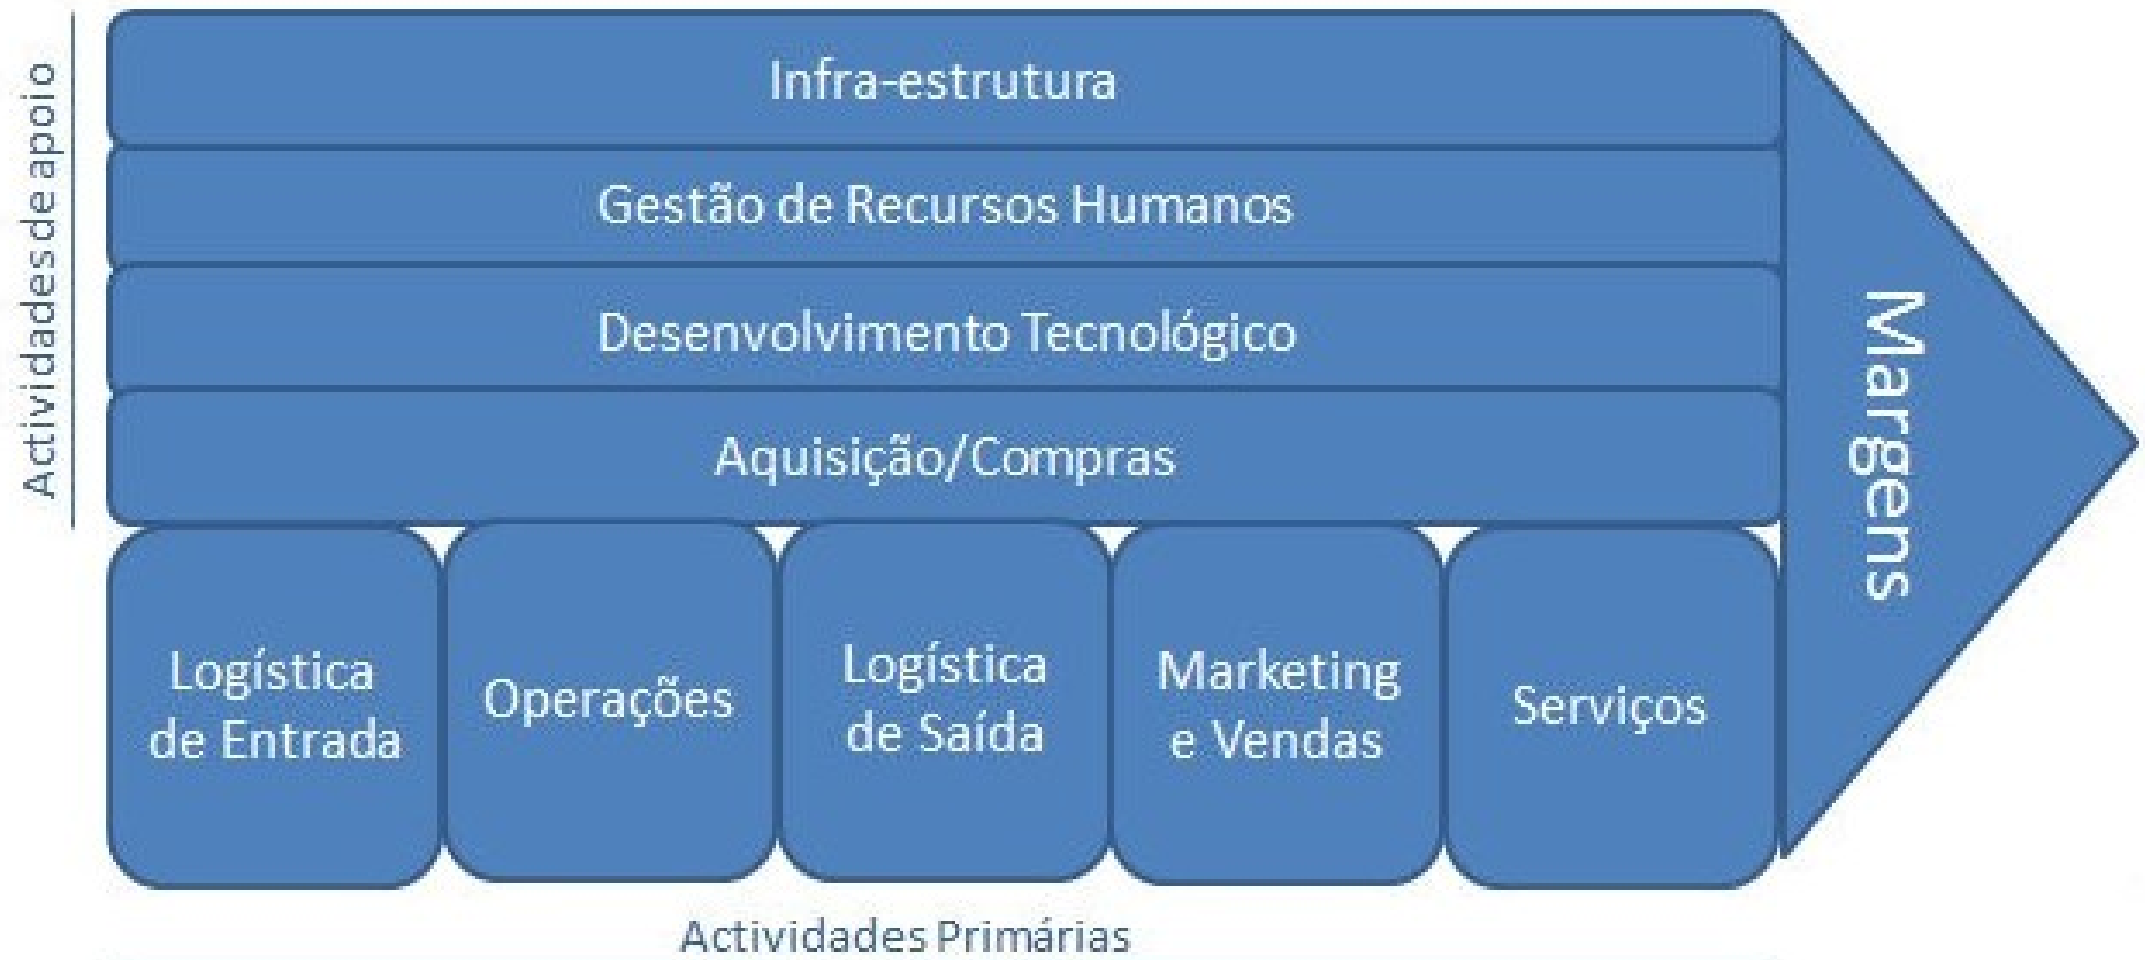 Actividades de apoio
Infra-estrutura
Gestão de Recursos Humanos
Desenvolvimento Tecnológico
Aquisição/Compras
Logística
de Entrada
Operações
Logística
de Saída
Marketing
e Vendas
Serviços
Margens
Actividades Primárias